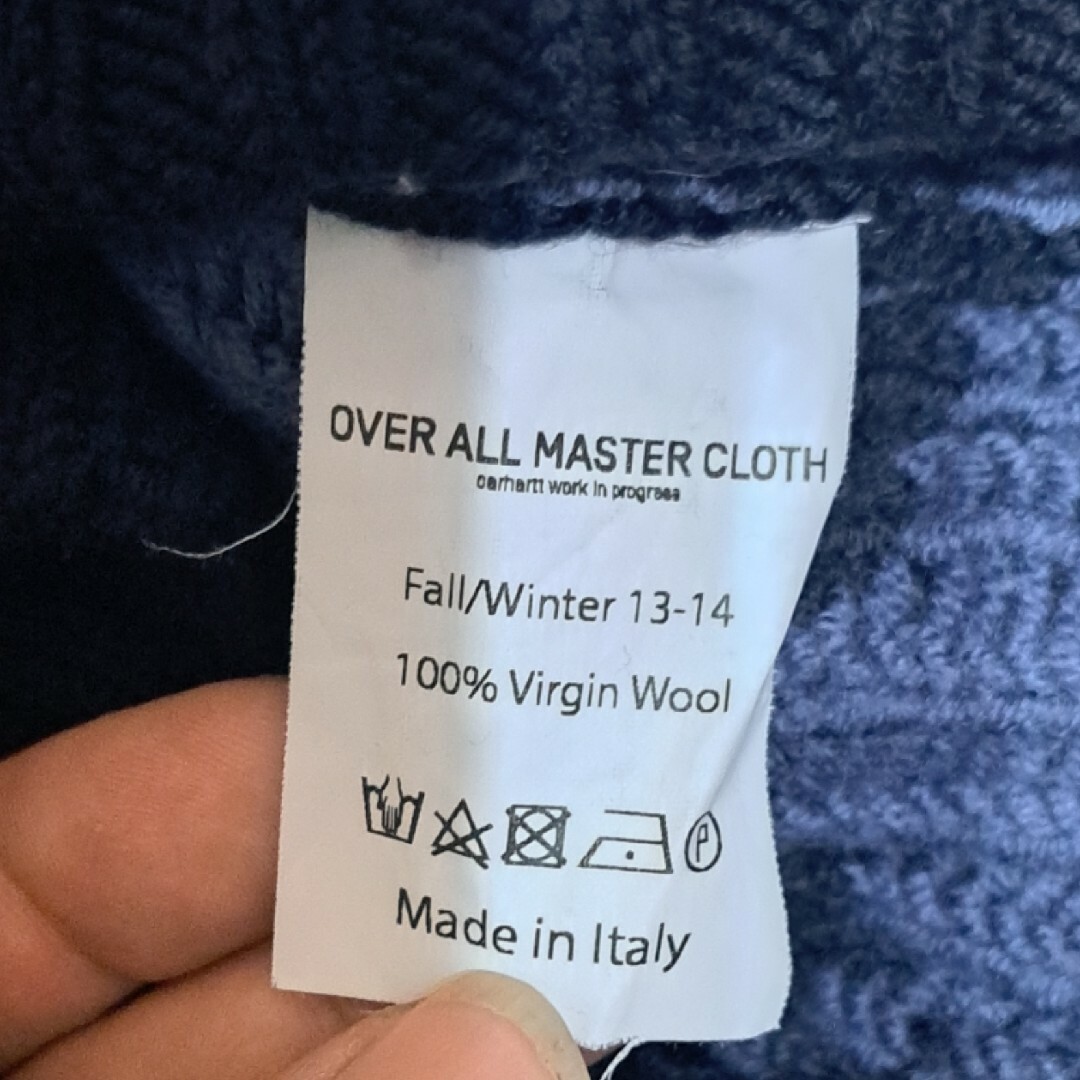 OVER ALL MASTER CLOTH
carhartt work in progress
Fall/Winter 13-14
100% Virgin Wool
P
Made in Italy